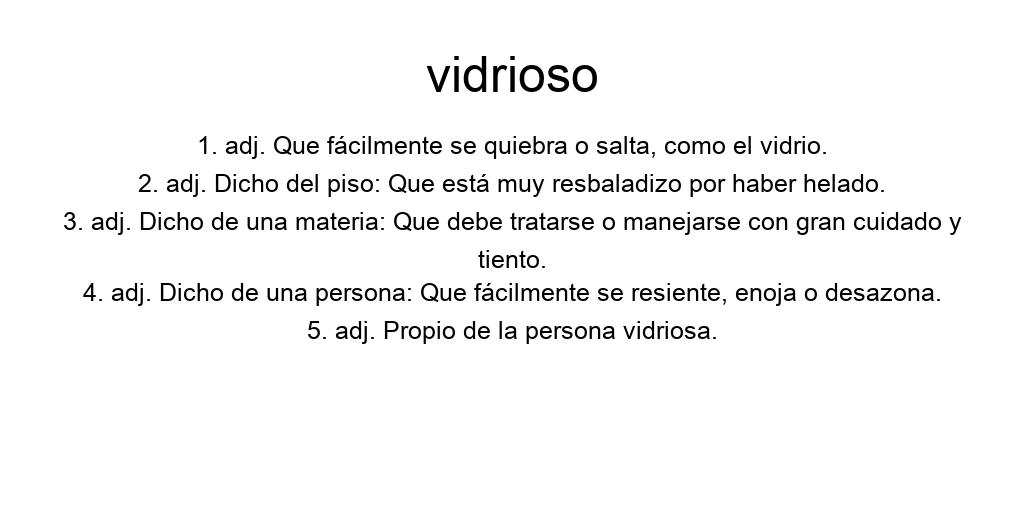 vidrioso
1. adj. Que fácilmente se quiebra o salta, como el vidrio.
2. adj. Dicho del piso: Que está muy resbaladizo por haber helado.
3. adj. Dicho de una materia: Que debe tratarse o manejarse con gran cuidado y
tiento.
4. adj. Dicho de una persona: Que fácilmente se resiente, enoja o desazona.
5. adj. Propio de la persona vidriosa.